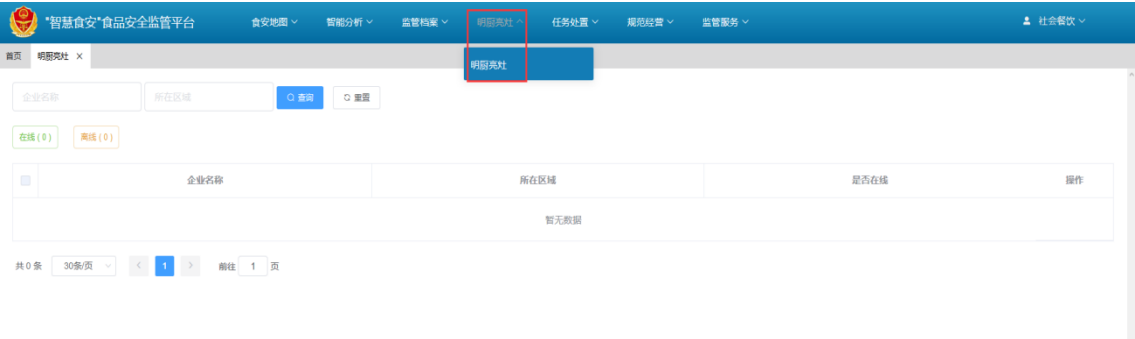 "智慧食安"食品安全监管平台 食安地图 智能分析 监管档案 明厨亮灶 任务处置 规范经营 监管服务 社会餐饮
首页 明厨亮灶 ×
明厨亮灶
企业名称 所在区域 查询 重置
在线(0) 离线(0)
企业名称 所在区域 是否在线 操作
暂无数据
共0条 30条/页 < 1 > 前往 1 页